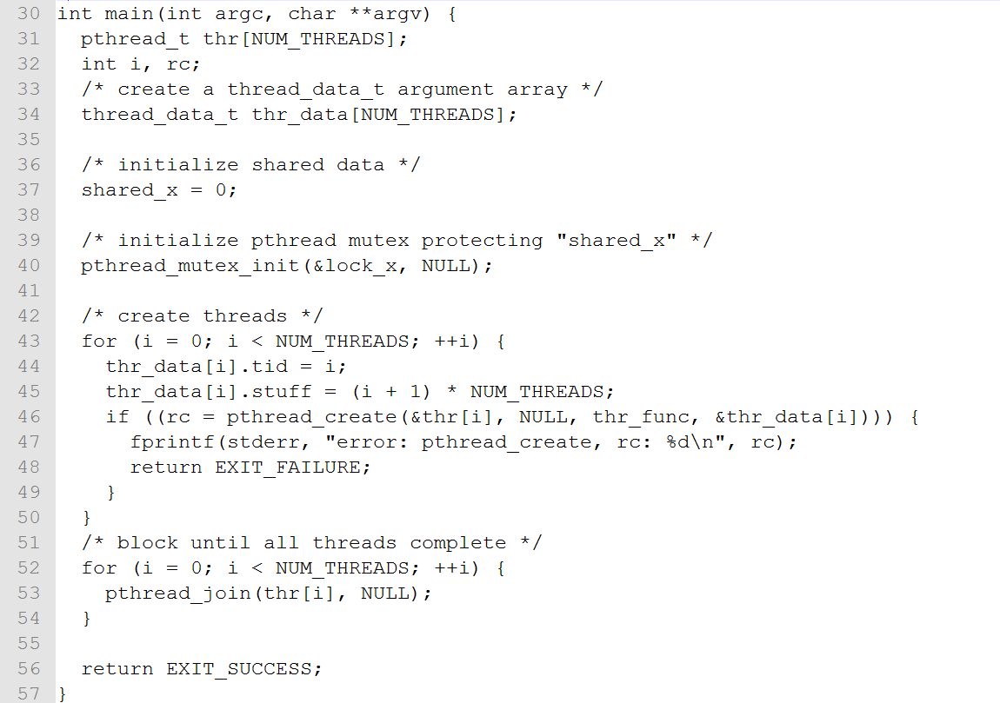 30 int main(int argc, char **argv) {
31   pthread_t thr[NUM_THREADS];
32   int i, rc;
33   /* create a thread_data_t argument array */
34   thread_data_t thr_data[NUM_THREADS];
35
36   /* initialize shared data */
37   shared_x = 0;
38
39   /* initialize pthread mutex protecting "shared_x" */
40   pthread_mutex_init(&lock_x, NULL);
41
42   /* create threads */
43   for (i = 0; i < NUM_THREADS; ++i) {
44     thr_data[i].tid = i;
45     thr_data[i].stuff = (i + 1) * NUM_THREADS;
46     if ((rc = pthread_create(&thr[i], NULL, thr_func, &thr_data[i]))) {
47       fprintf(stderr, "error: pthread_create, rc: %d\n", rc);
48       return EXIT_FAILURE;
49     }
50   }
51   /* block until all threads complete */
52   for (i = 0; i < NUM_THREADS; ++i) {
53     pthread_join(thr[i], NULL);
54   }
55
56   return EXIT_SUCCESS;
57 }